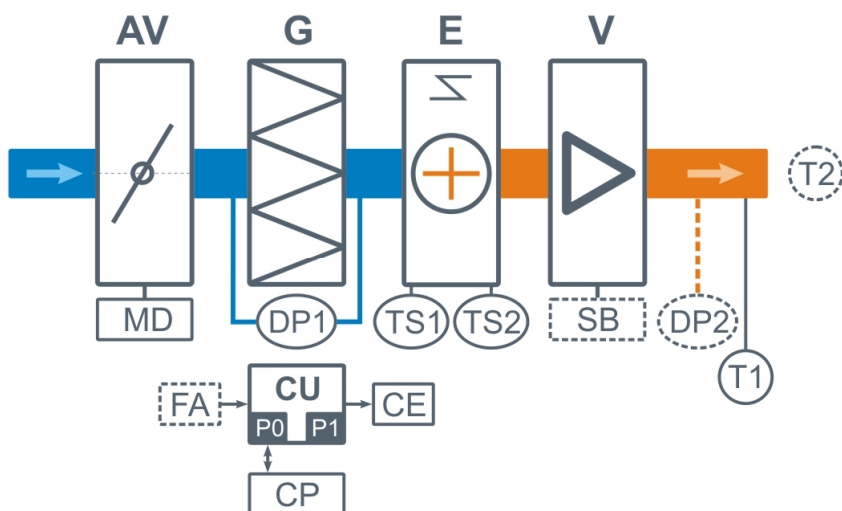 AV G E V
T2
MD DP1 TS1 TS2 SB DP2
T1
FA CU CE
P0 P1
CP